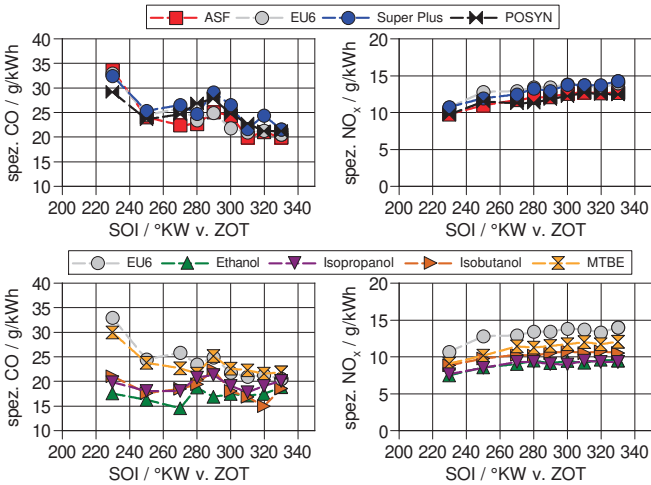 ASF EU6 Super Plus POSYN
spez. CO / g/kWh
40
35
30
25
20
15
10
200 220 240 260 280 300 320 340
SOI / °KW v. ZOT
spez. NOx / g/kWh
20
15
10
5
0
200 220 240 260 280 300 320 340
SOI / °KW v. ZOT
EU6 Ethanol Isopropanol Isobutanol MTBE
spez. CO / g/kWh
40
35
30
25
20
15
10
200 220 240 260 280 300 320 340
SOI / °KW v. ZOT
spez. NOx / g/kWh
20
15
10
5
0
200 220 240 260 280 300 320 340
SOI / °KW v. ZOT